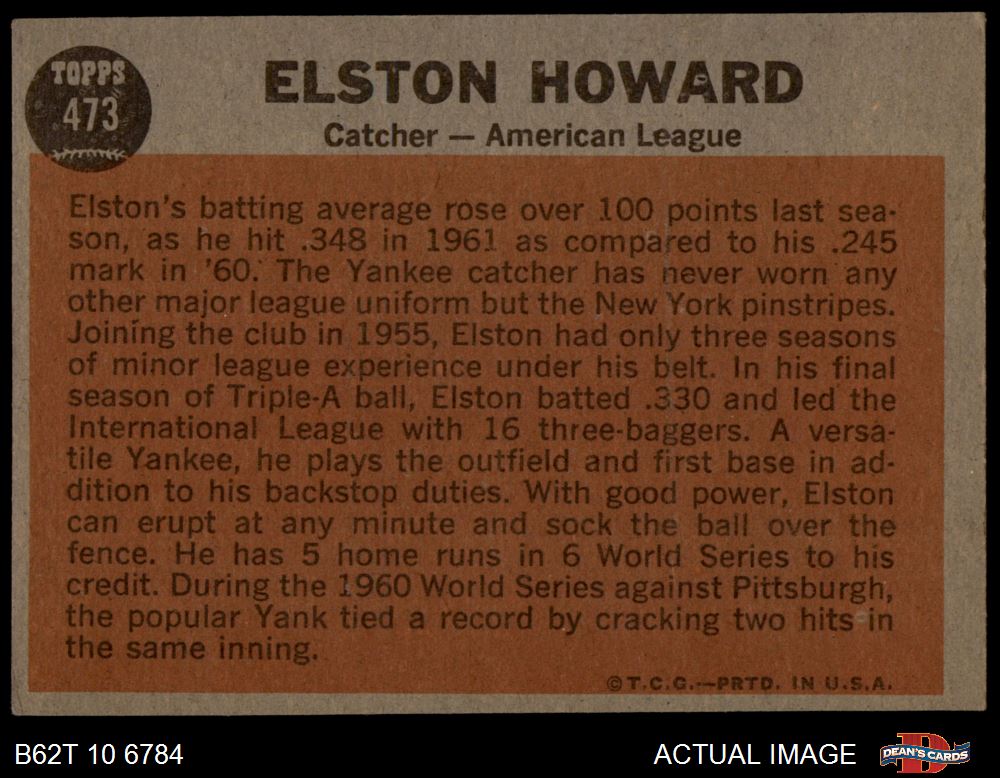 TOPPS
473
ELSTON HOWARD
Catcher — American League
Elston's batting average rose over 100 points last sea-
son, as he hit .348 in 1961 as compared to his .245
mark in '60. The Yankee catcher has never worn any
other major league uniform but the New York pinstripes.
Joining the club in 1955, Elston had only three seasons
of minor league experience under his belt. In his final
season of Triple-A ball, Elston batted .330 and led the
International League with 16 three-baggers. A versa-
tile Yankee, he plays the outfield and first base in ad-
dition to his backstop duties. With good power, Elston
can erupt at any minute and sock the ball over the
fence. He has 5 home runs in 6 World Series to his
credit. During the 1960 World Series against Pittsburgh,
the popular Yank tied a record by cracking two hits in
the same inning.
©T.C.G.—PRTD. IN U.S.A.
B62T 10 6784
ACTUAL IMAGE
D
DEAN'S CARDS